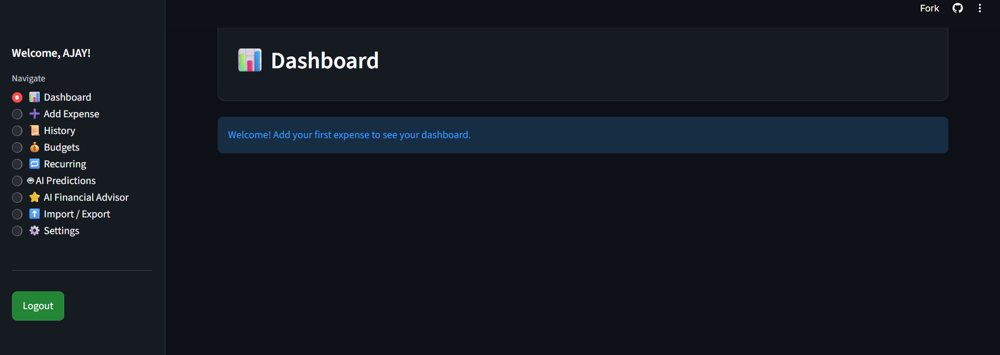 Fork
Welcome, AJAY!
Navigate
Dashboard
Add Expense
History
Budgets
Recurring
AI Predictions
AI Financial Advisor
Import / Export
Settings
Logout
Dashboard
Welcome! Add your first expense to see your dashboard.